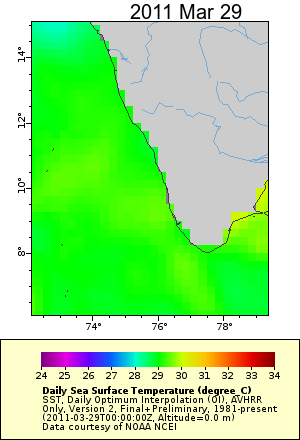 2011 Mar 29
14°
12°
10°
8°
74°
76°
78°
24 25 26 27 28 29 30 31 32 33 34
Daily Sea Surface Temperature (degree_C)
SST, Daily Optimum Interpolation (OI), AVHRR
Only, Version 2, Final+Preliminary, 1981-present
(2011-03-29T00:00:00Z, Altitude=0.0 m)
Data courtesy of NOAA NCEI